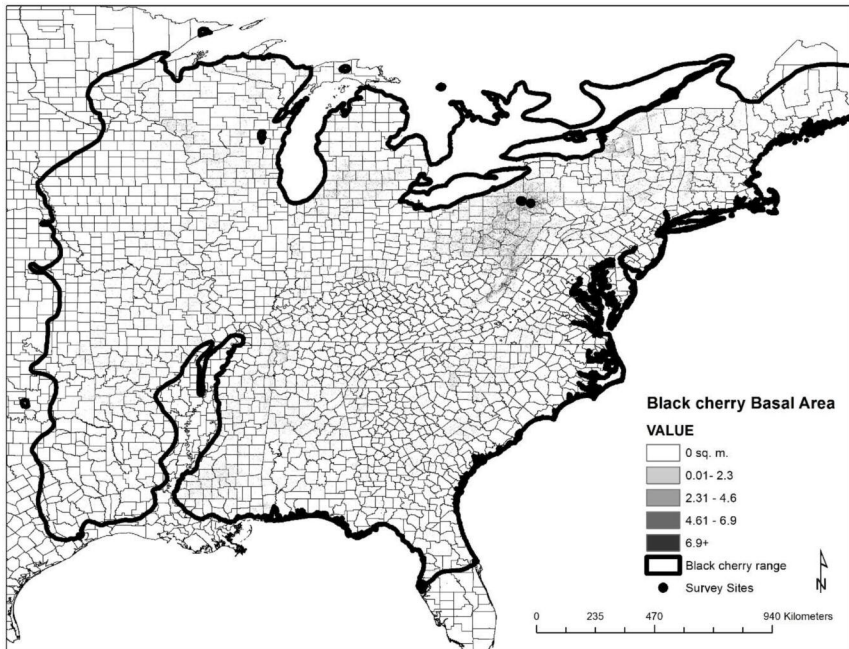 Black cherry Basal Area
VALUE
0 sq. m.
0.01- 2.3
2.31 - 4.6
4.61 - 6.9
6.9+
Black cherry range
Survey Sites
N
0 235 470 940 Kilometers